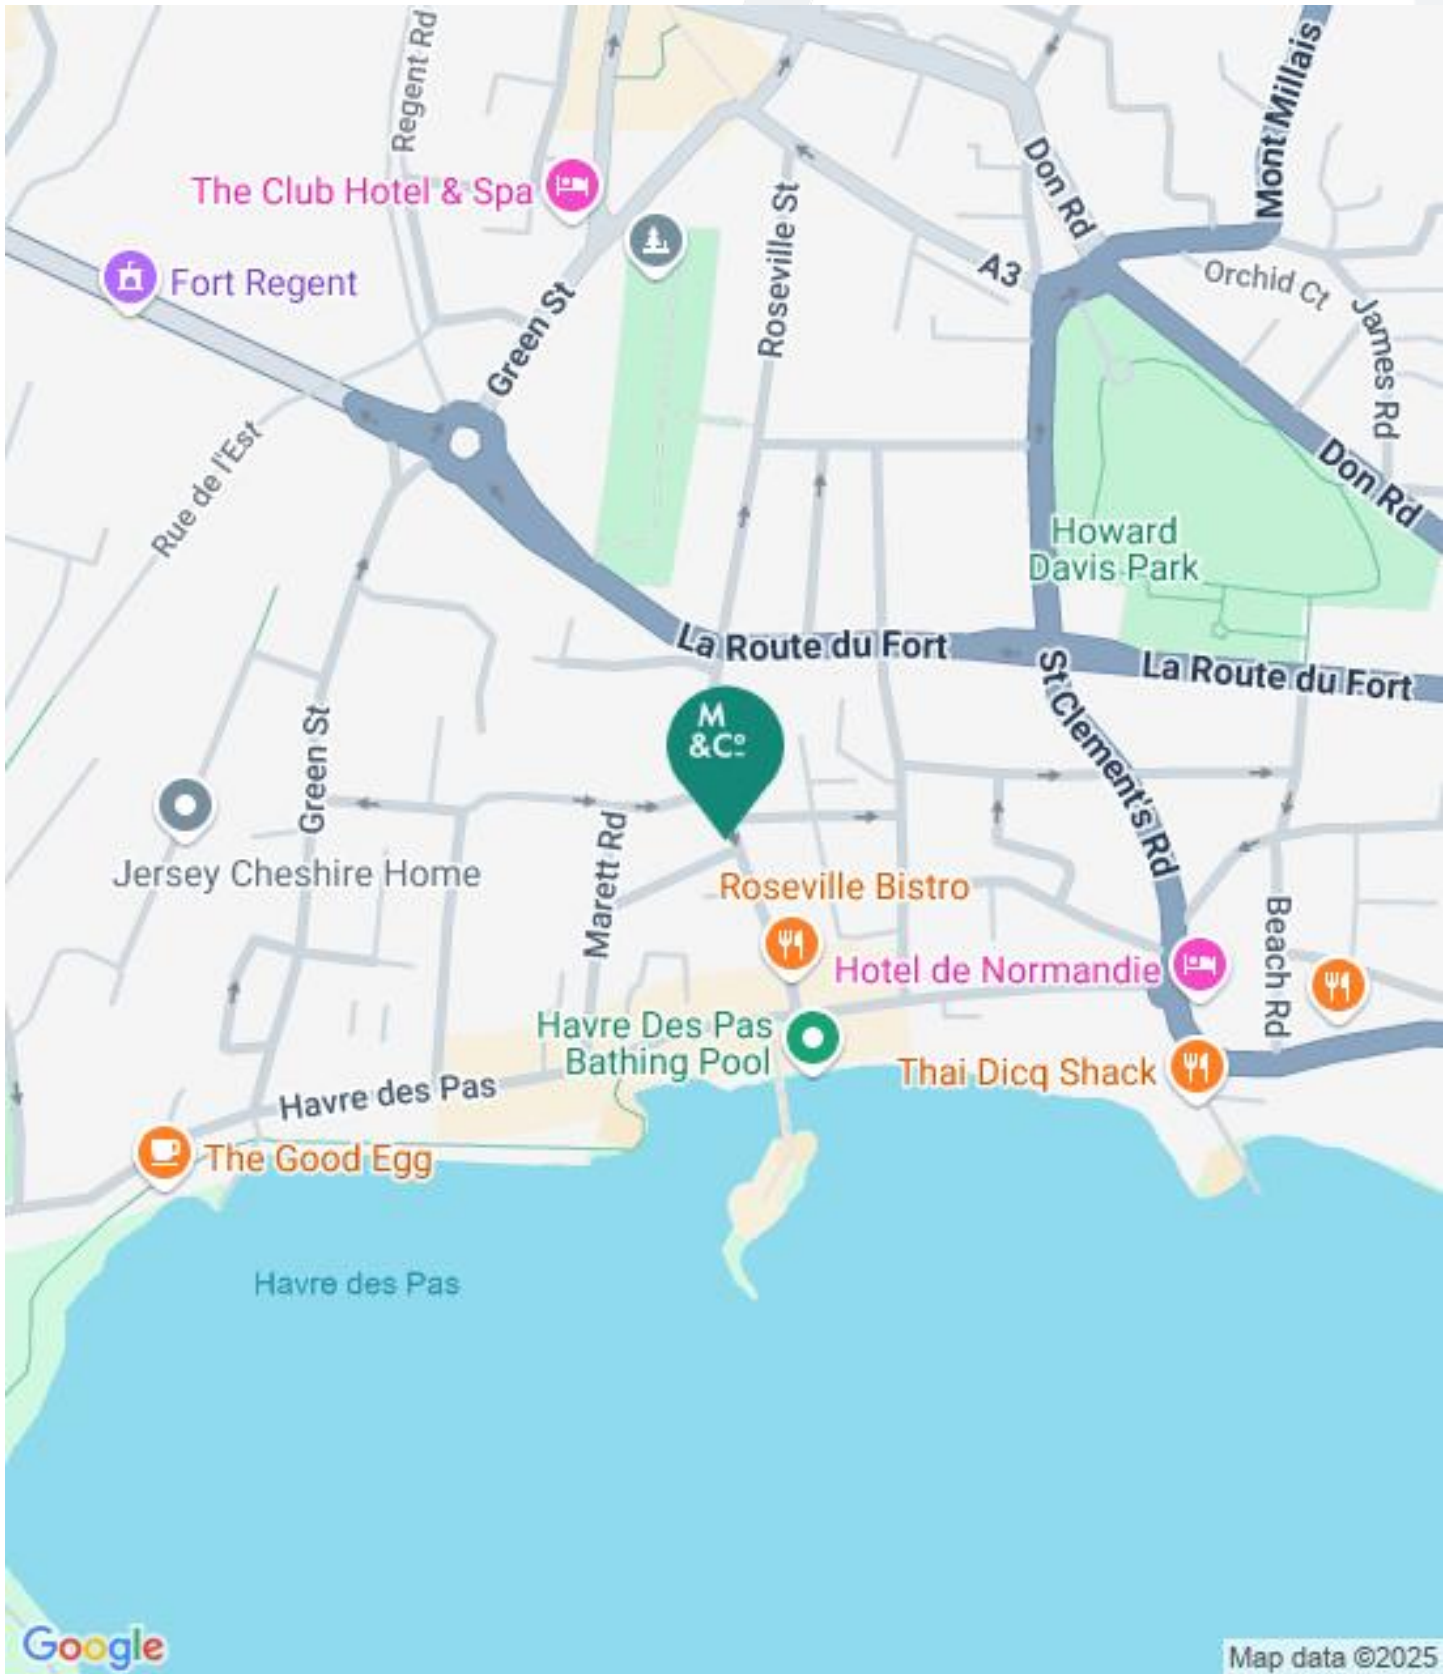 Regent Rd
Mont Millais
Don Rd
The Club Hotel & Spa
Roseville St
A3
Fort Regent
Orchid Ct
Green St
James Rd
Rue de l'Est
Don Rd
Howard
Davis Park
La Route du Fort
La Route du Fort
St Clement's Rd
M
&Cº
Green St
Marett Rd
Jersey Cheshire Home
Roseville Bistro
Beach Rd
Hotel de Normandie
Havre Des Pas
Bathing Pool
Thai Dicq Shack
Havre des Pas
The Good Egg
Havre des Pas
Google
Map data ©2025